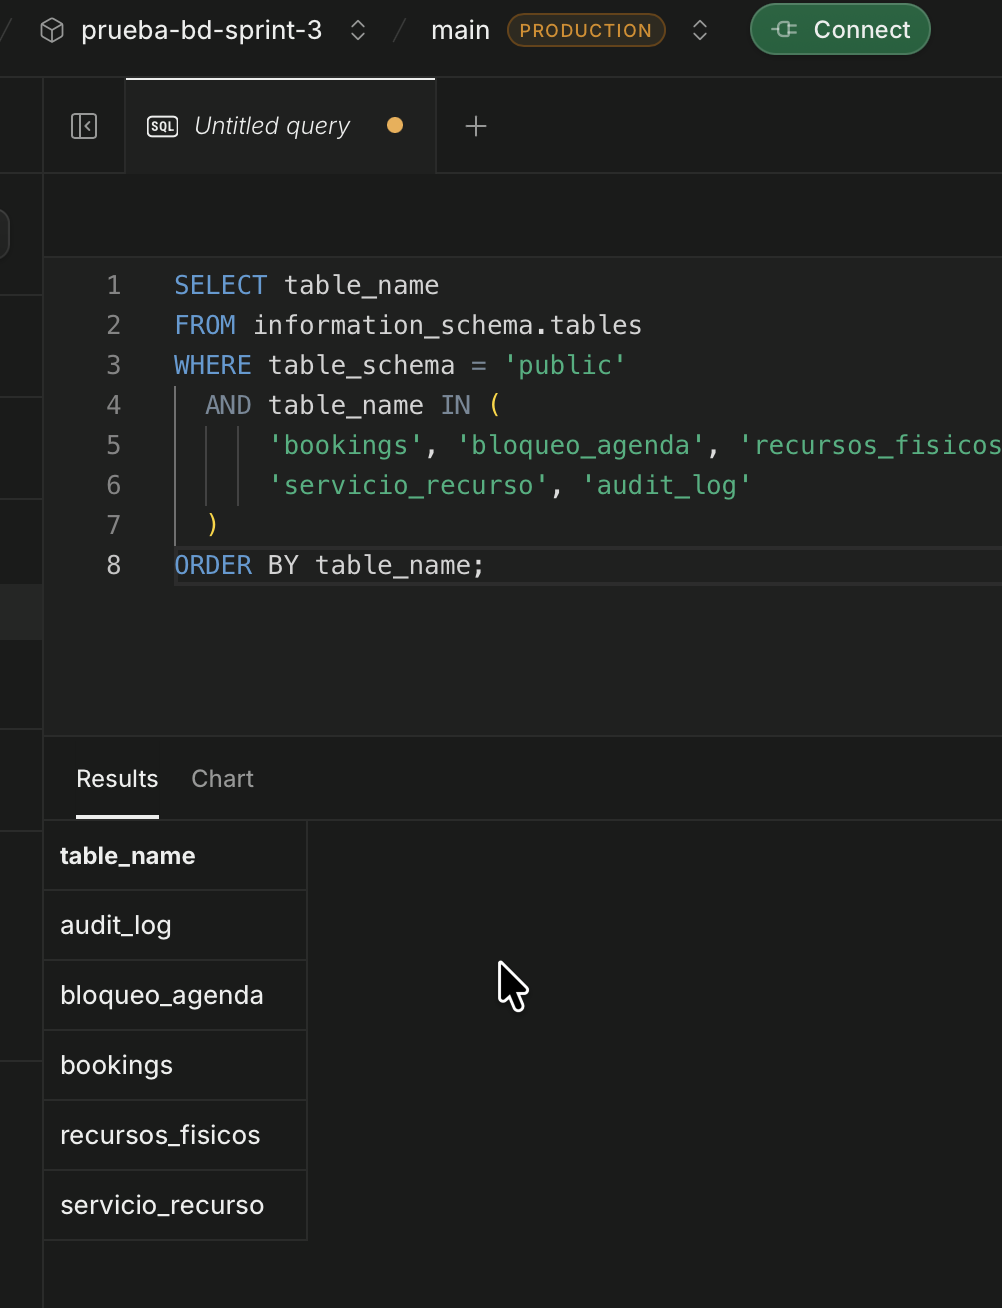 prueba-bd-sprint-3 / main PRODUCTION Connect
SQL Untitled query
1 SELECT table_name
2 FROM information_schema.tables
3 WHERE table_schema = 'public'
4 AND table_name IN (
5 'bookings', 'bloqueo_agenda', 'recursos_fisicos
6 'servicio_recurso', 'audit_log'
7 )
8 ORDER BY table_name;
Results Chart
table_name
audit_log
bloqueo_agenda
bookings
recursos_fisicos
servicio_recurso